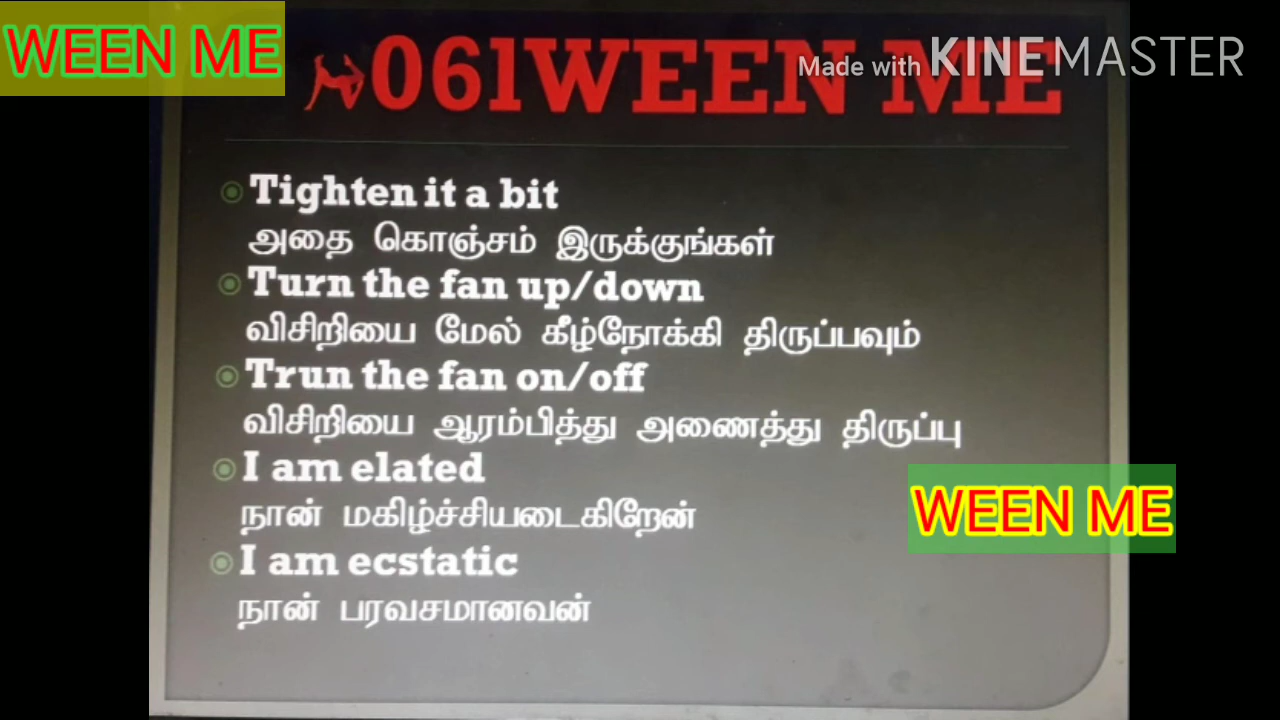 WEEN ME
061WEEN ME
Made with KINEMASTER
Tighten it a bit
அதை கொஞ்சம் இருக்குங்கள்
Turn the fan up/down
விசிறியை மேல் கீழ்நோக்கி திருப்பவும்
Trun the fan on/off
விசிறியை ஆரம்பித்து அணைத்து திருப்பு
I am elated
நான் மகிழ்ச்சியடைகிறேன்
WEEN ME
I am ecstatic
நான் பரவசமானவன்